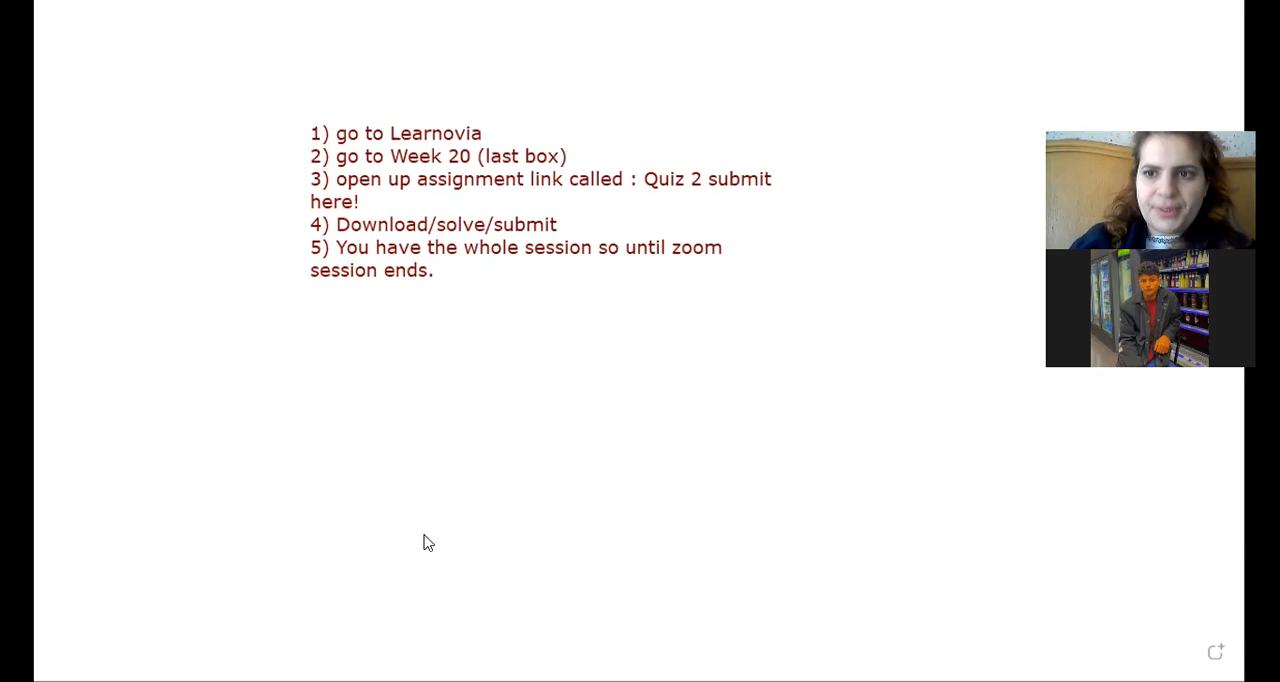 1) go to Learnovia
2) go to Week 20 (last box)
3) open up assignment link called : Quiz 2 submit
here!
4) Download/solve/submit
5) You have the whole session so until zoom
session ends.